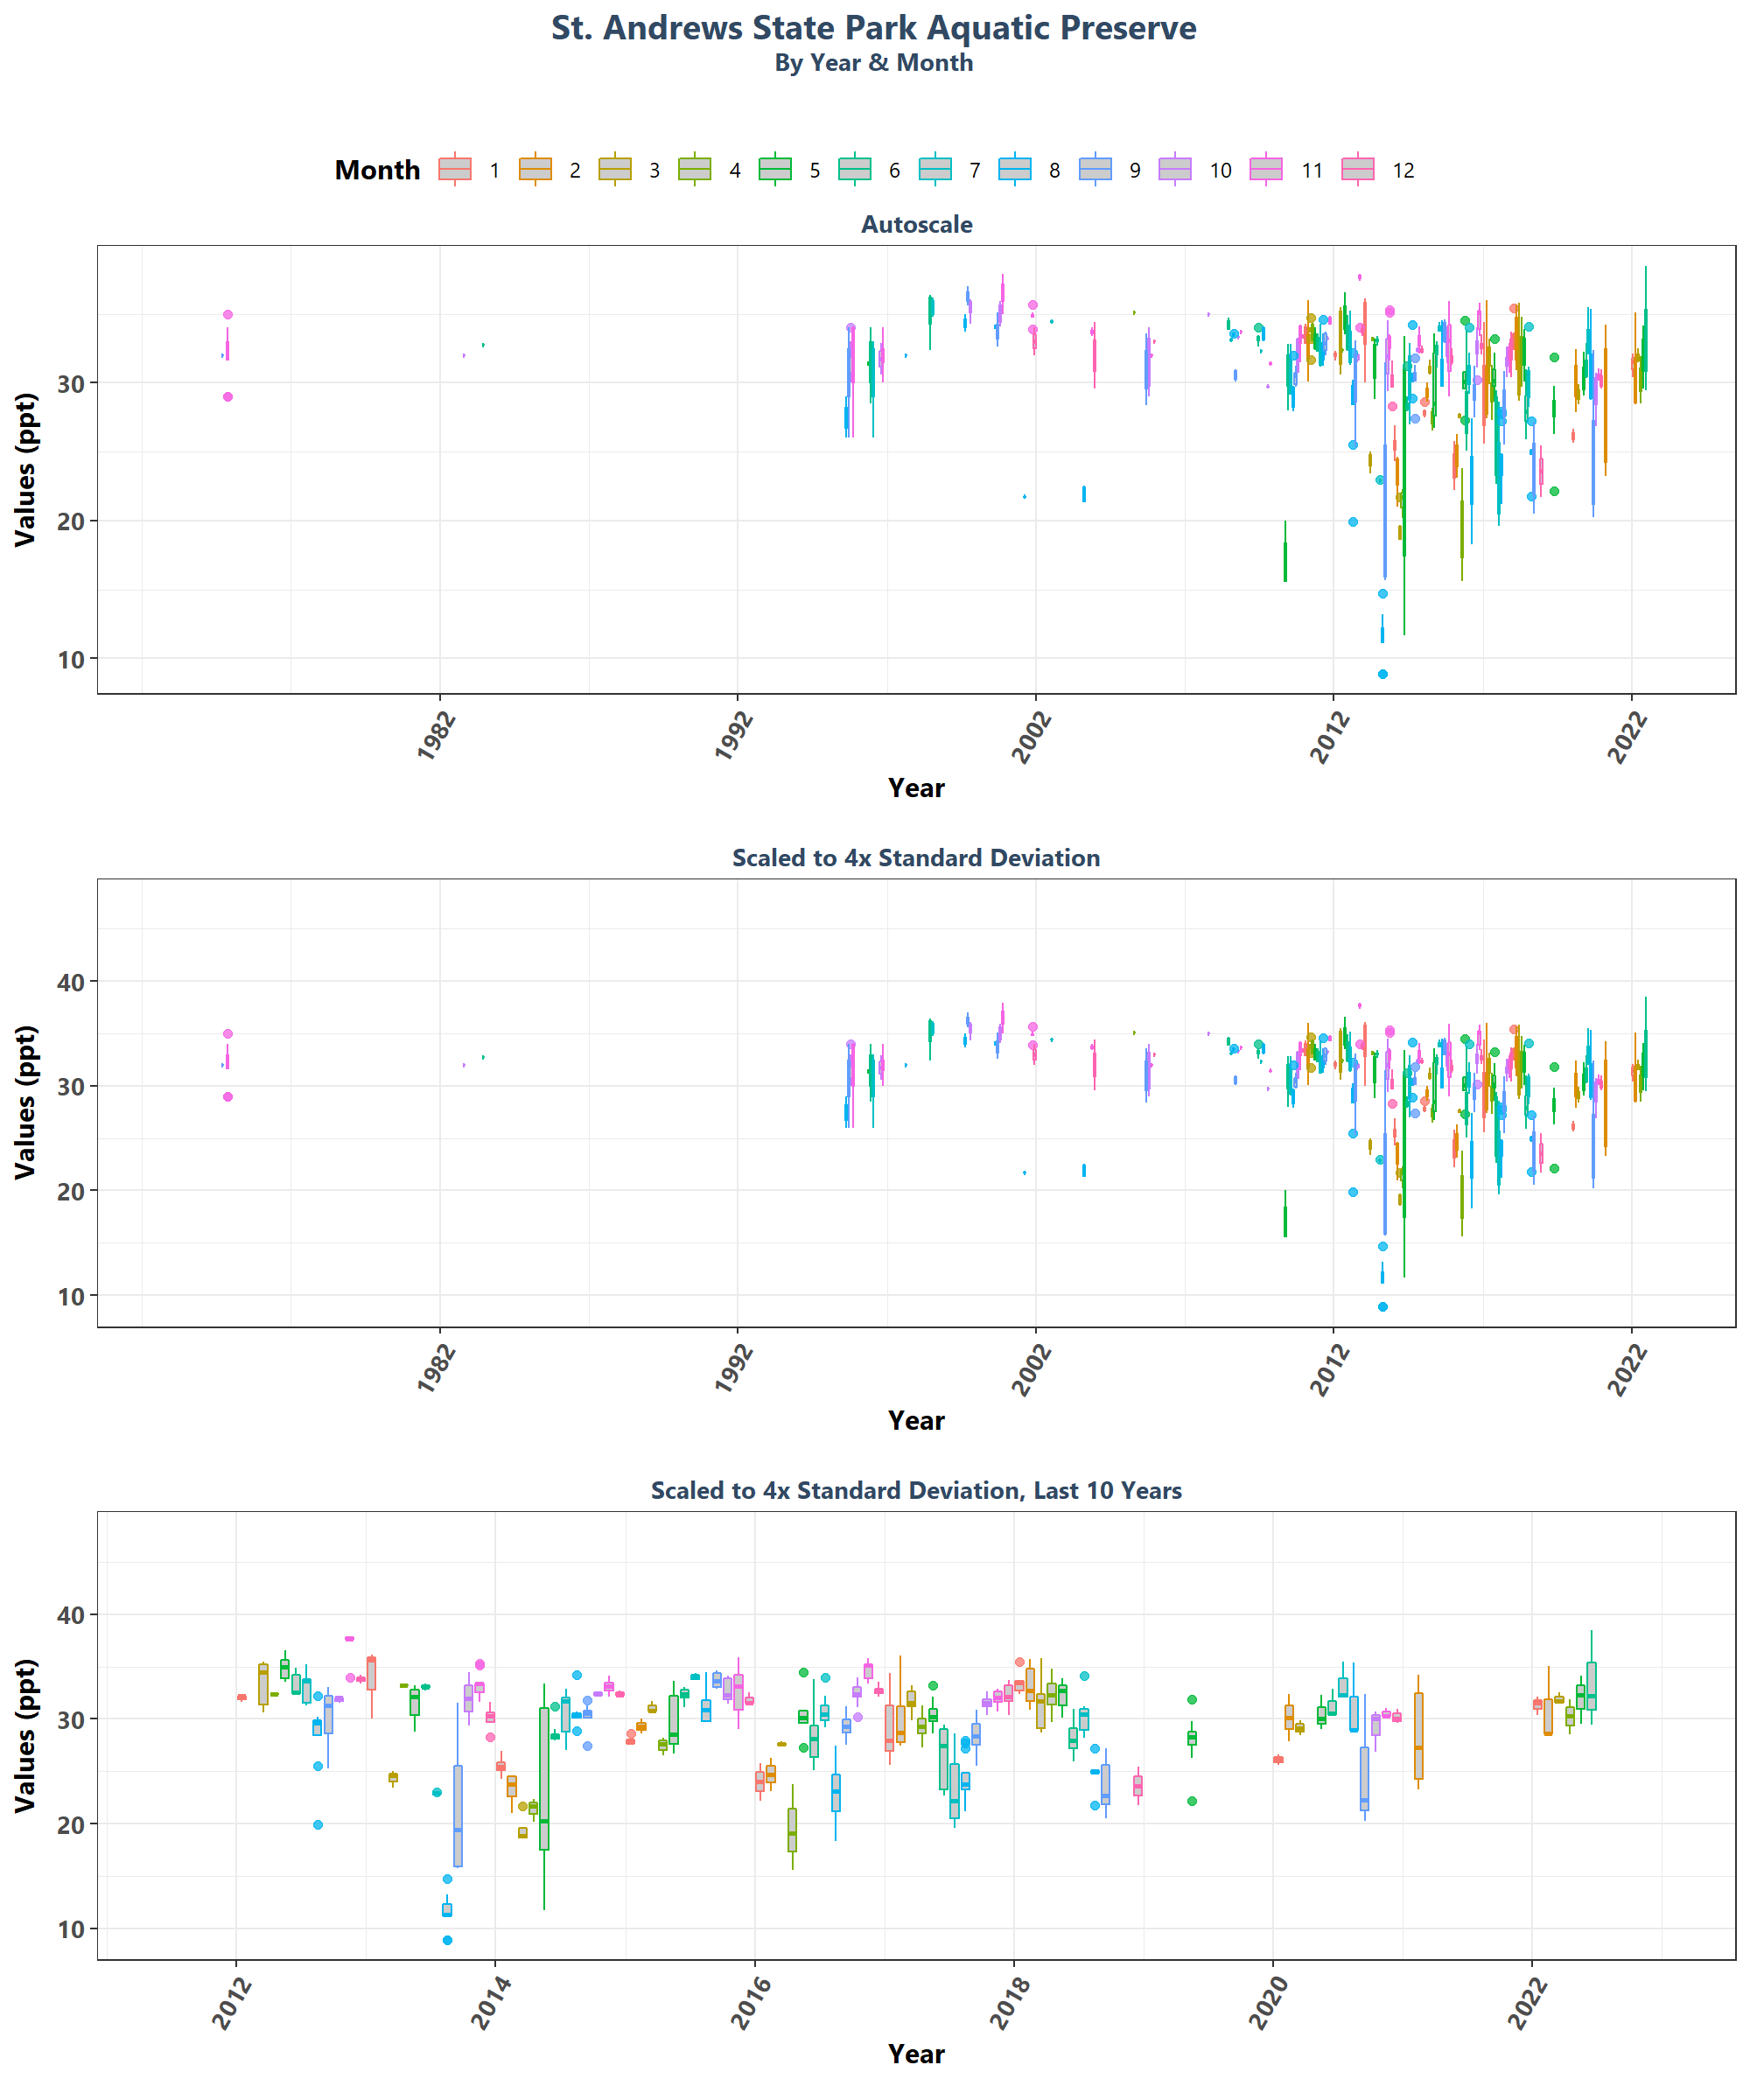 St. Andrews State Park Aquatic Preserve
By Year & Month
Month 1 2 3 4 5 6 7 8 9 10 11 12
Autoscale
Values (ppt)
30
20
10
1982 1992 2002 2012 2022
Year
Scaled to 4x Standard Deviation
Values (ppt)
40
30
20
10
1982 1992 2002 2012 2022
Year
Scaled to 4x Standard Deviation, Last 10 Years
Values (ppt)
40
30
20
10
2012 2014 2016 2018 2020 2022
Year